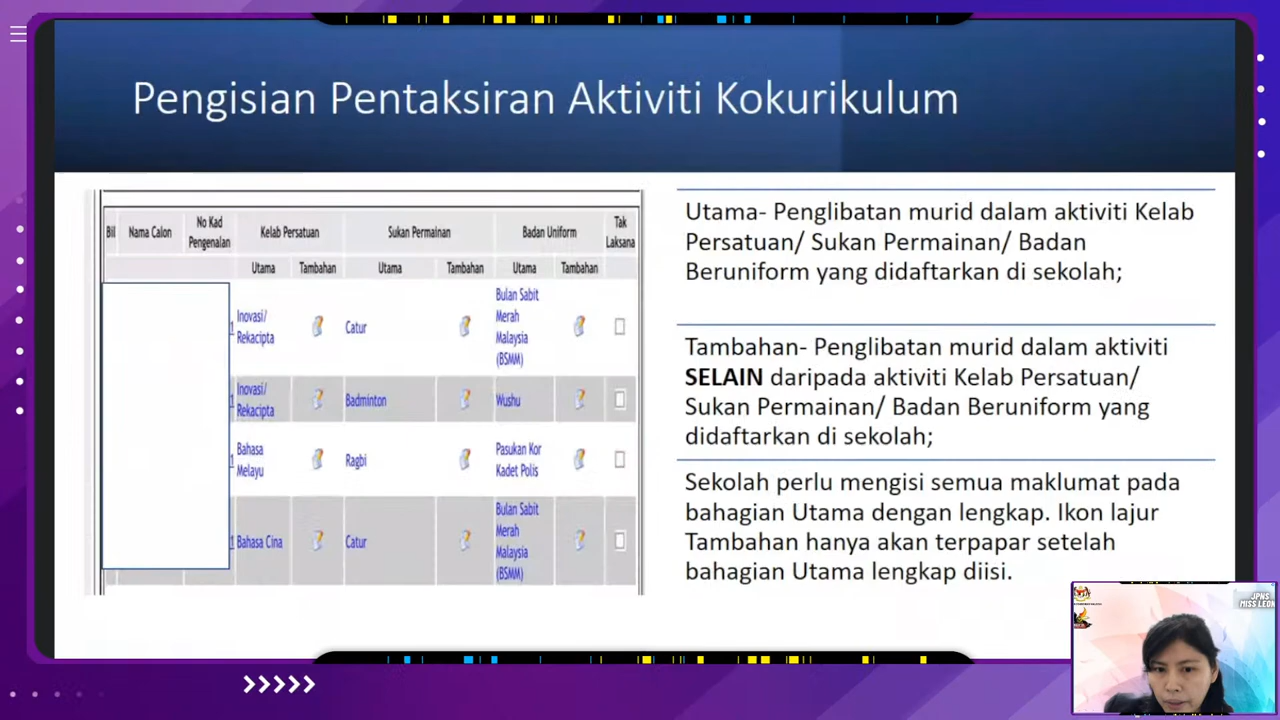 Pengisian Pentaksiran Aktiviti Kokurikulum
Bil
Nama Calon
No Kad
Pengenalan
Kelab Persatuan
Sukan Permainan
Badan Uniform
Tak
Laksana
Utama
Tambahan
Utama
Tambahan
Utama
Tambahan
1
Inovasi/
Rekacipta
Catur
Bulan Sabit
Merah
Malaysia
(BSMM)
1
Inovasi/
Rekacipta
Badminton
Wushu
1
Bahasa
Melayu
Ragbi
Pasukan Kor
Kadet Polis
1
Bahasa Cina
Catur
Bulan Sabit
Merah
Malaysia
(BSMM)
Utama- Penglibatan murid dalam aktiviti Kelab
Persatuan/ Sukan Permainan/ Badan
Beruniform yang didaftarkan di sekolah;
Tambahan- Penglibatan murid dalam aktiviti
SELAIN daripada aktiviti Kelab Persatuan/
Sukan Permainan/ Badan Beruniform yang
didaftarkan di sekolah;
Sekolah perlu mengisi semua maklumat pada
bahagian Utama dengan lengkap. Ikon lajur
Tambahan hanya akan terpapar setelah
bahagian Utama lengkap diisi.
JPNS
MISS LEON